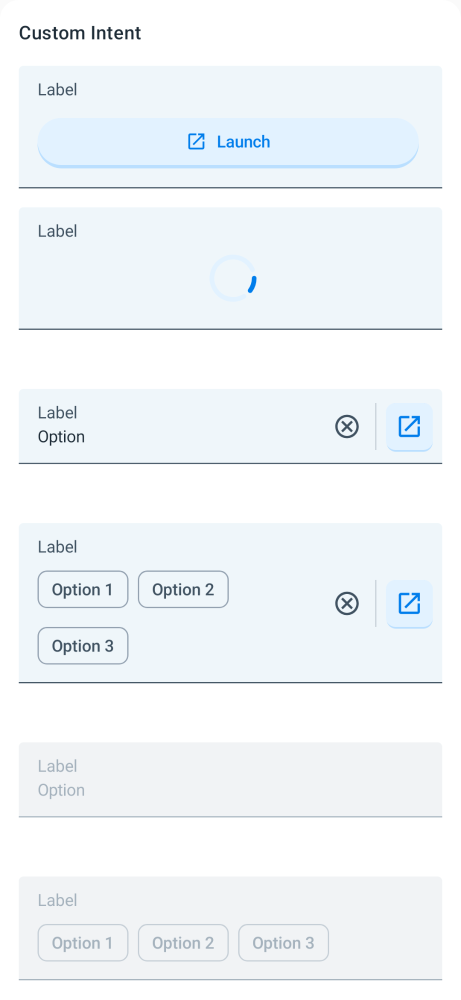 Custom Intent
Label
Launch
Label
Label
Option
Label
Option 1 Option 2
Option 3
Label
Option
Label
Option 1 Option 2 Option 3